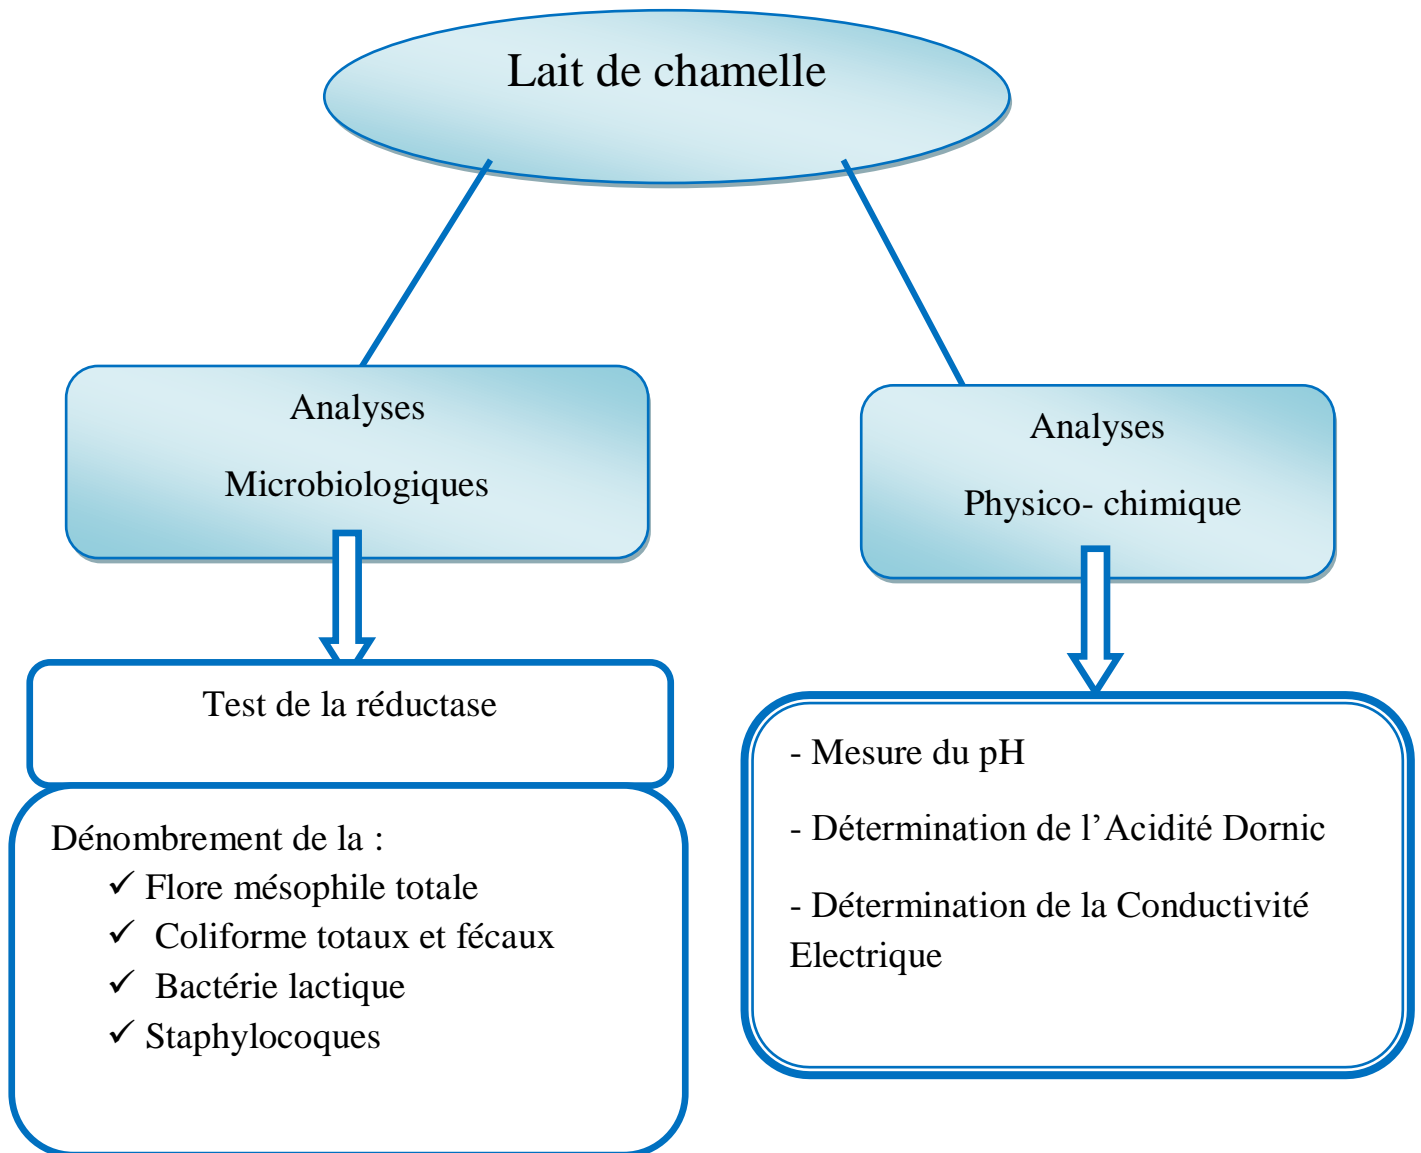 Lait de chamelle
Analyses
Microbiologiques
Analyses
Physico- chimique
Test de la réductase
Dénombrement de la :
✓ Flore mésophile totale
✓ Coliforme totaux et fécaux
✓ Bactérie lactique
✓ Staphylocoques
- Mesure du pH
- Détermination de l’Acidité Dornic
- Détermination de la Conductivité
Electrique